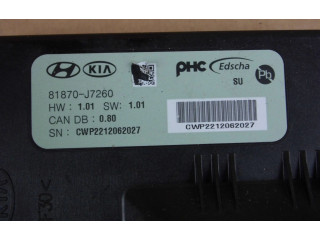 HYUNDAI KIA PHC Edscha
SU Pb
81870-J7260
HW : 1.01 SW: 1.01
CAN DB : 0.80
SN : CWP2212062027
CWP2212062027